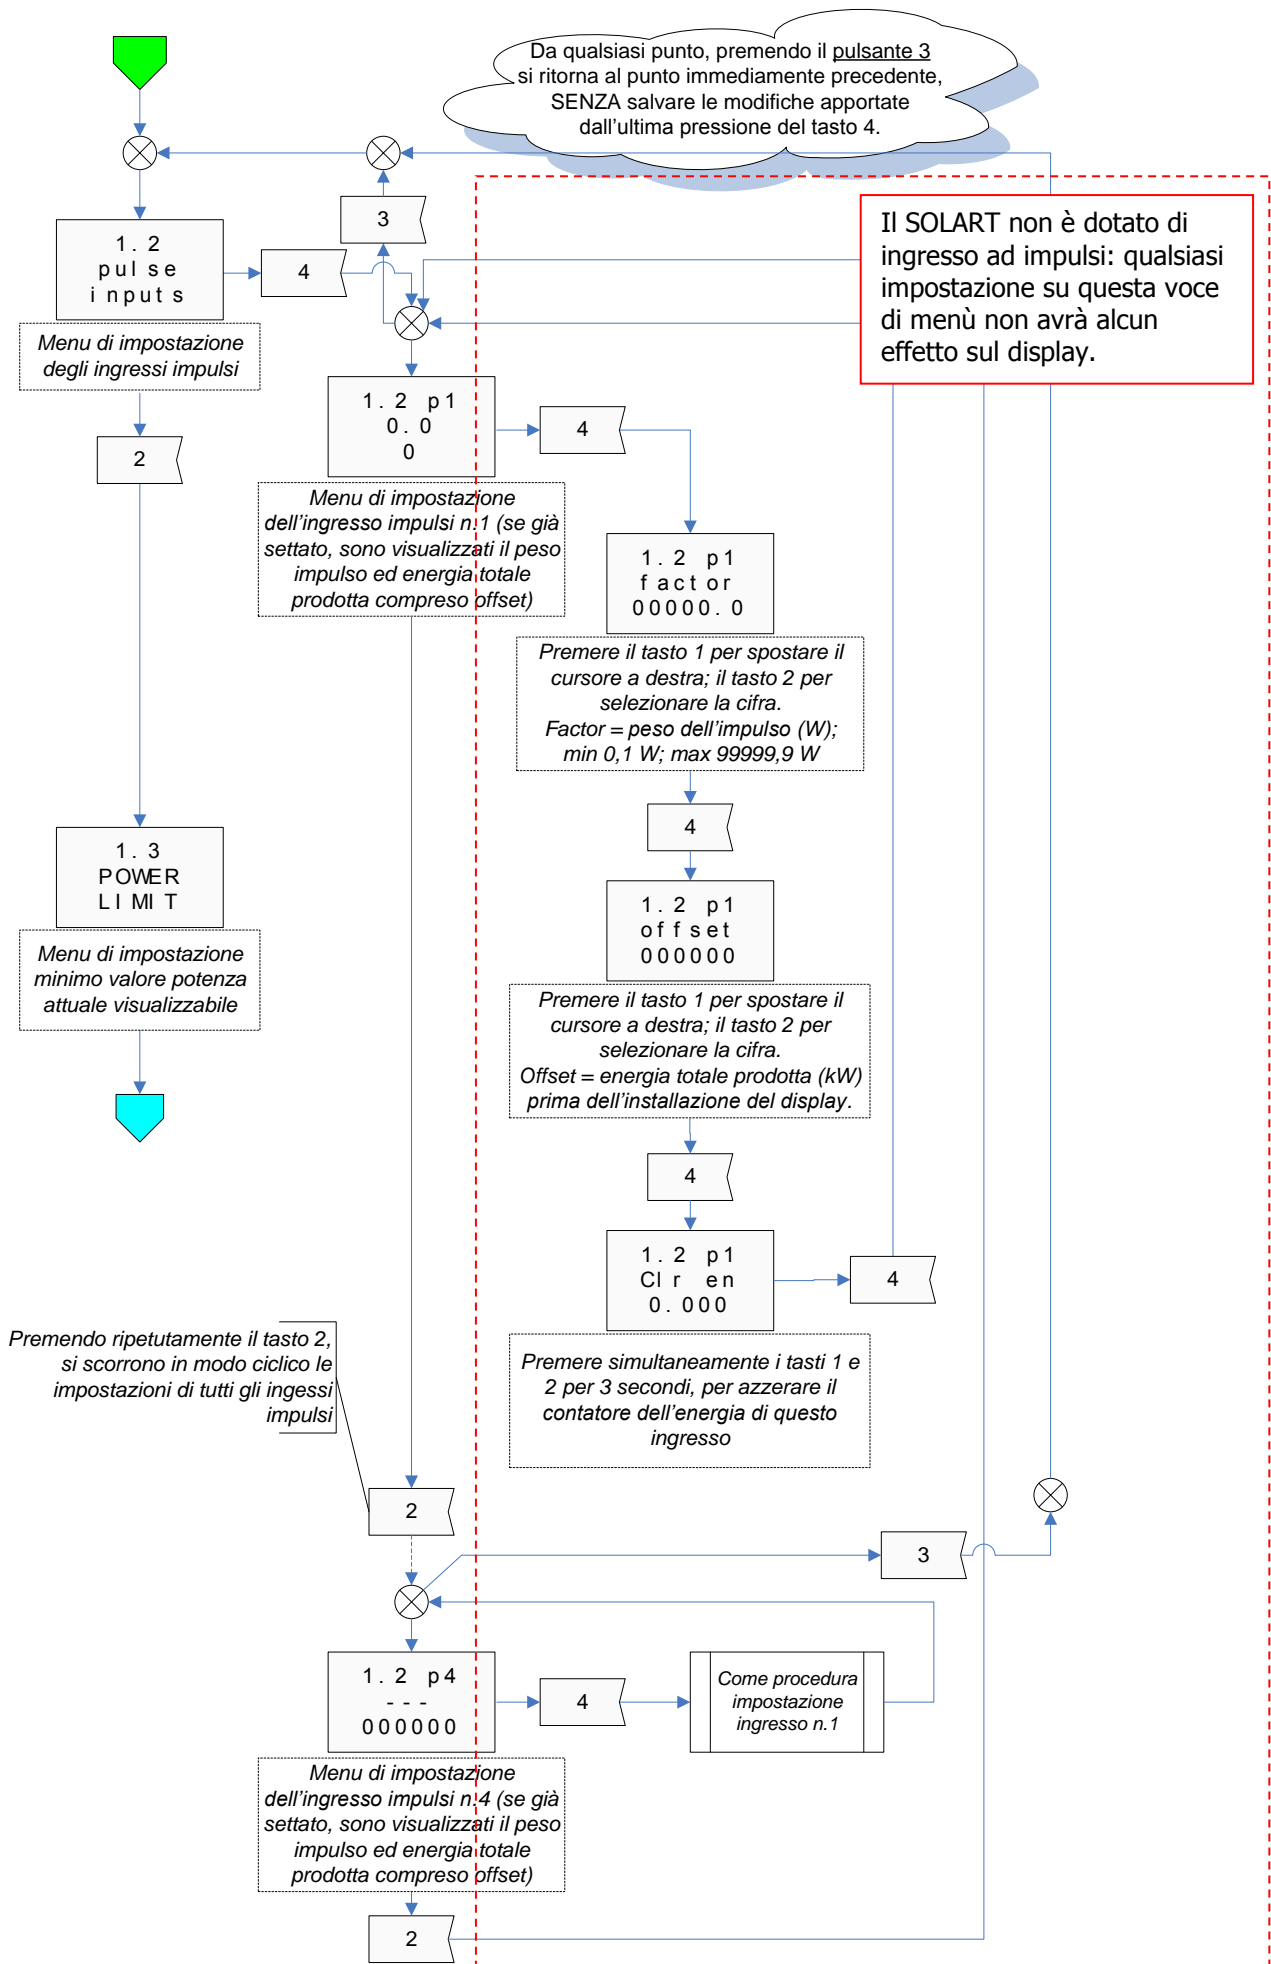 Da qualsiasi punto, premendo il pulsante 3
si ritorna al punto immediatamente precedente,
SENZA salvare le modifiche apportate
dall'ultima pressione del tasto 4.
Il SOLART non è dotato di
ingresso ad impulsi: qualsiasi
impostazione su questa voce
di menù non avrà alcun
effetto sul display.
3
1.2
pulse
inputs
4
Menu di impostazione
degli ingressi impulsi
2
1.2 p1
0.0
0
4
Menu di impostazione
dell'ingresso impulsi n.1 (se già
settato, sono visualizzati il peso
impulso ed energia totale
prodotta compreso offset)
1.2 p1
factor
00000.0
Premere il tasto 1 per spostare il
cursore a destra; il tasto 2 per
selezionare la cifra.
Factor = peso dell'impulso (W);
min 0,1 W; max 99999,9 W
4
1.3
POWER
LIMIT
Menu di impostazione
minimo valore potenza
attuale visualizzabile
1.2 p1
offset
000000
Premere il tasto 1 per spostare il
cursore a destra; il tasto 2 per
selezionare la cifra.
Offset = energia totale prodotta (kW)
prima dell'installazione del display.
4
1.2 p1
Clr en
0.000
4
Premere simultaneamente i tasti 1 e
2 per 3 secondi, per azzerare il
contatore dell'energia di questo
ingresso
Premendo ripetutamente il tasto 2,
si scorrono in modo ciclico le
impostazioni di tutti gli ingessi
impulsi
2
3
1.2 p4
---
000000
4
Come procedura
impostazione
ingresso n.1
Menu di impostazione
dell'ingresso impulsi n.4 (se già
settato, sono visualizzati il peso
impulso ed energia totale
prodotta compreso offset)
2